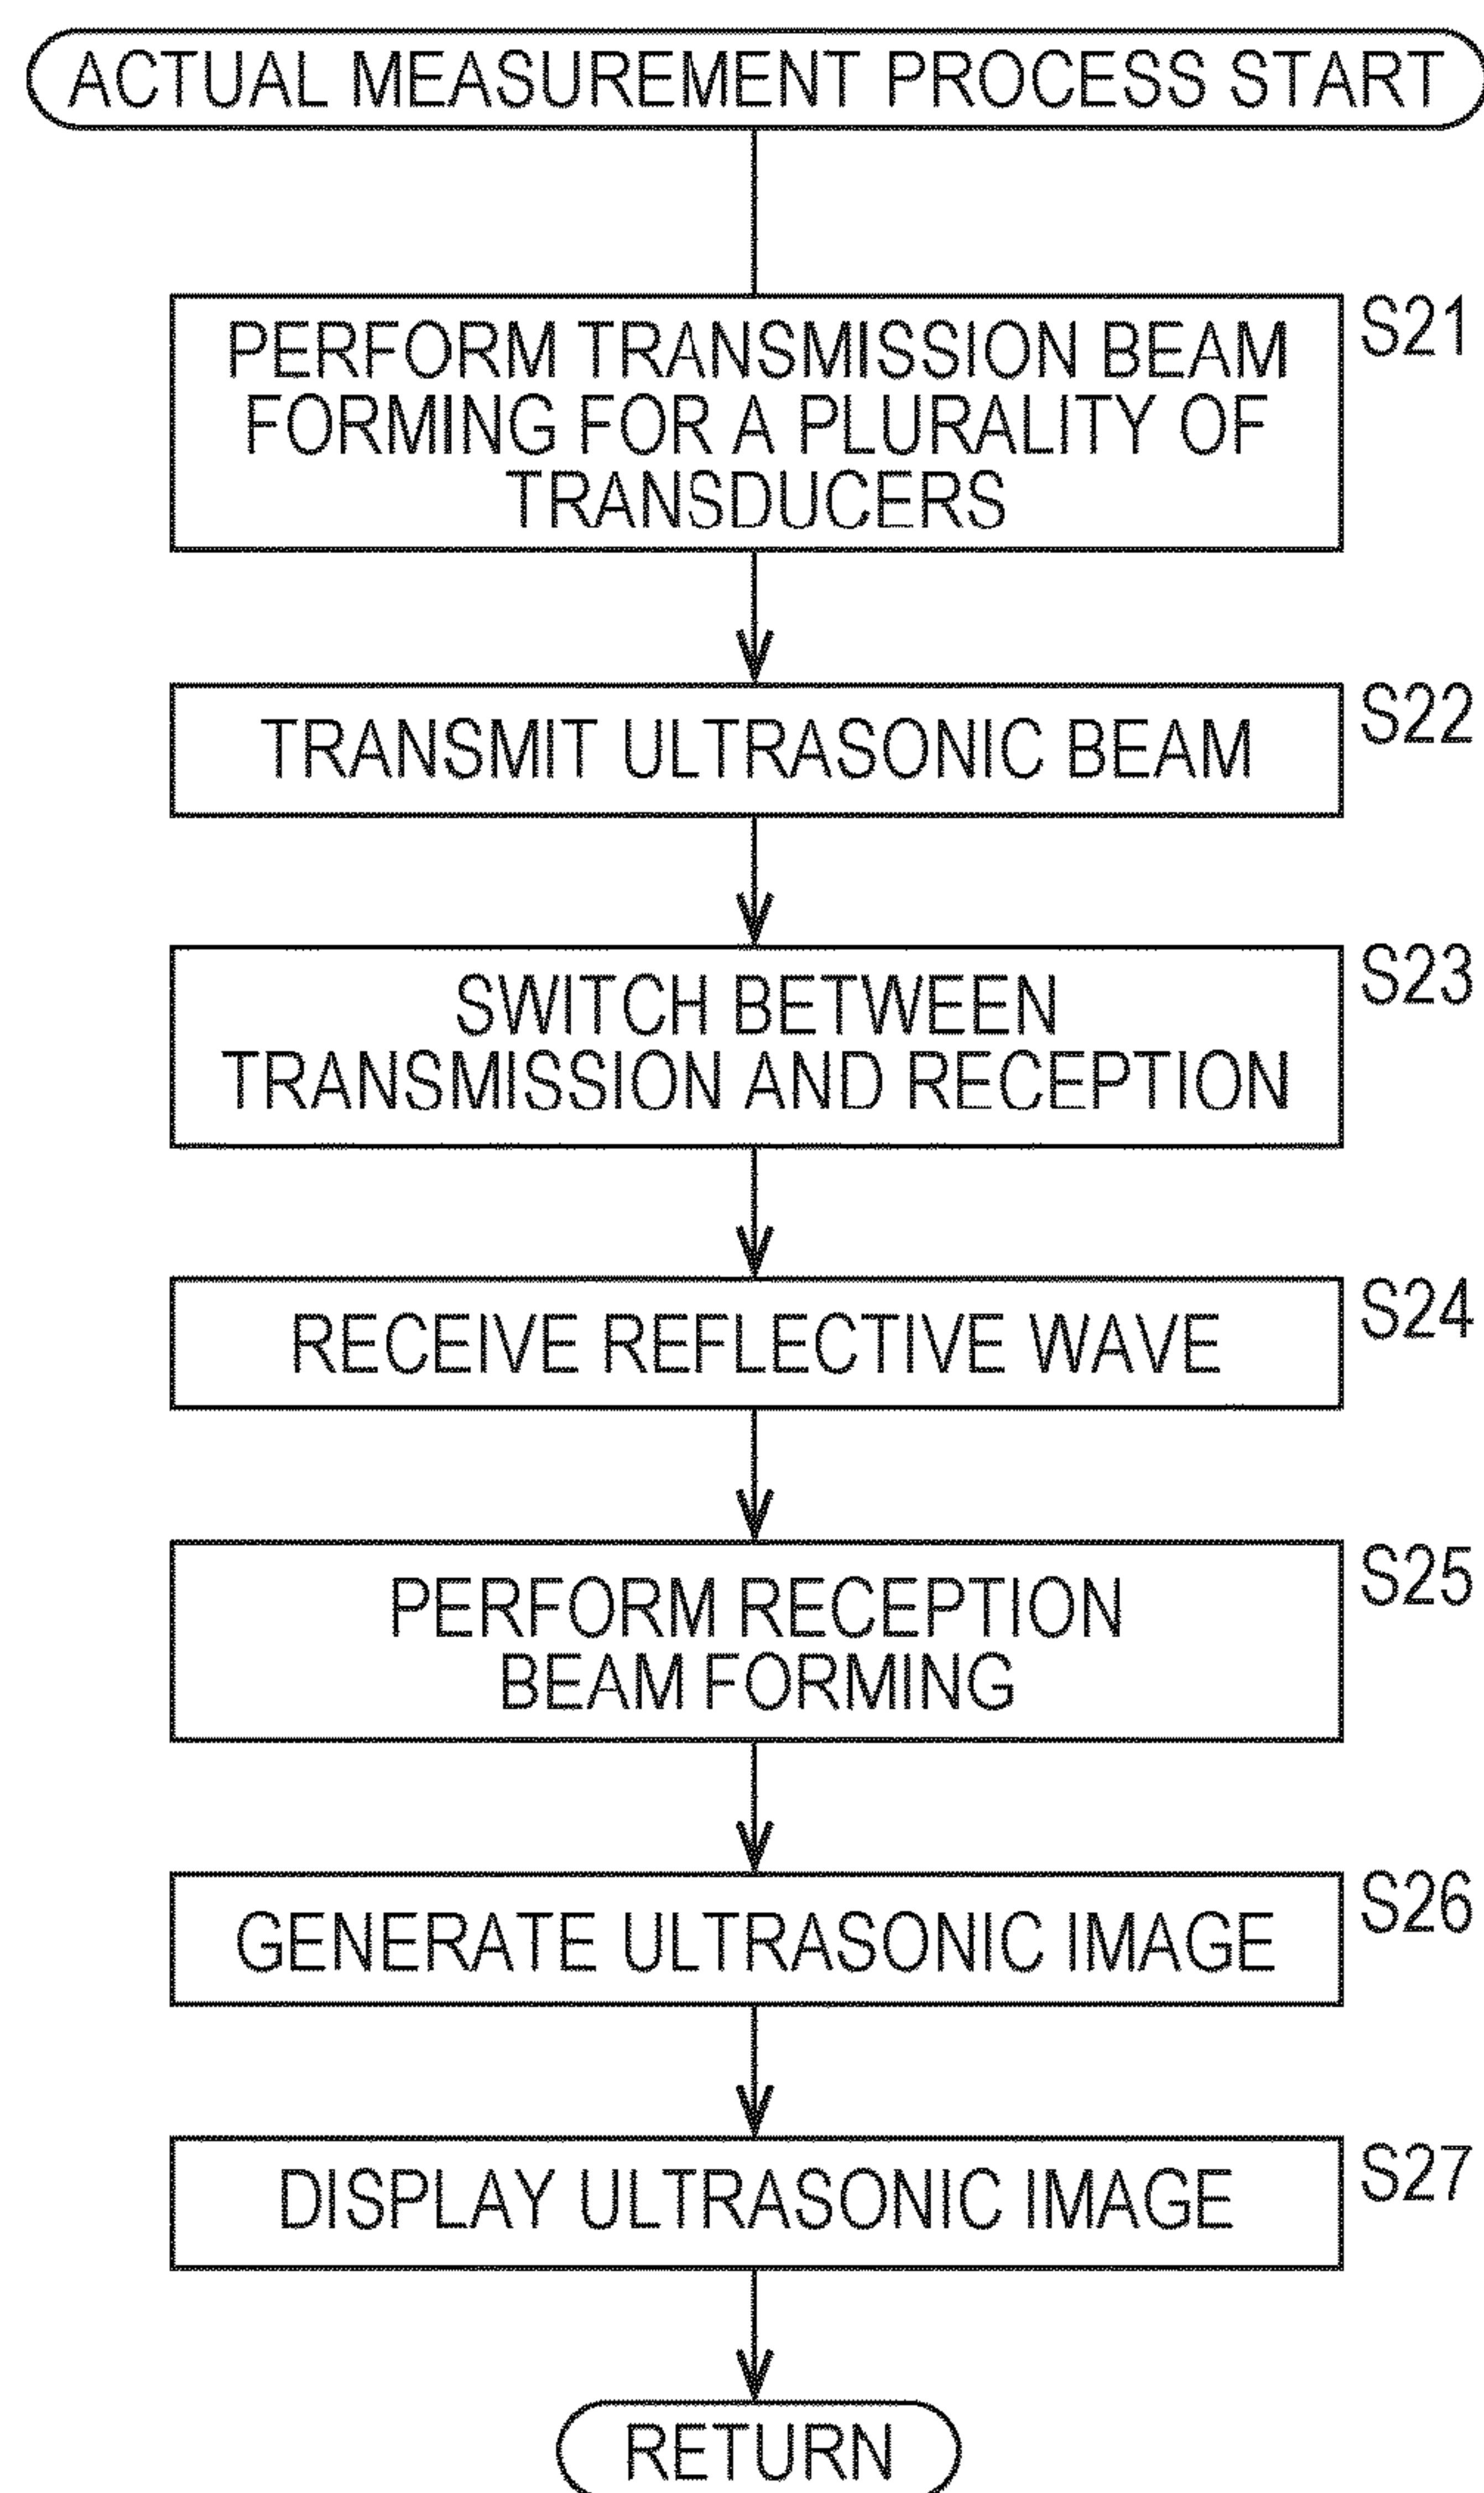 ACTUAL MEASUREMENT PROCESS START
S21
PERFORM TRANSMISSION BEAM
FORMING FOR A PLURALITY OF
TRANSDUCERS
S22
TRANSMIT ULTRASONIC BEAM
S23
SWITCH BETWEEN
TRANSMISSION AND RECEPTION
S24
RECEIVE REFLECTIVE WAVE
S25
PERFORM RECEPTION
BEAM FORMING
S26
GENERATE ULTRASONIC IMAGE
S27
DISPLAY ULTRASONIC IMAGE
RETURN